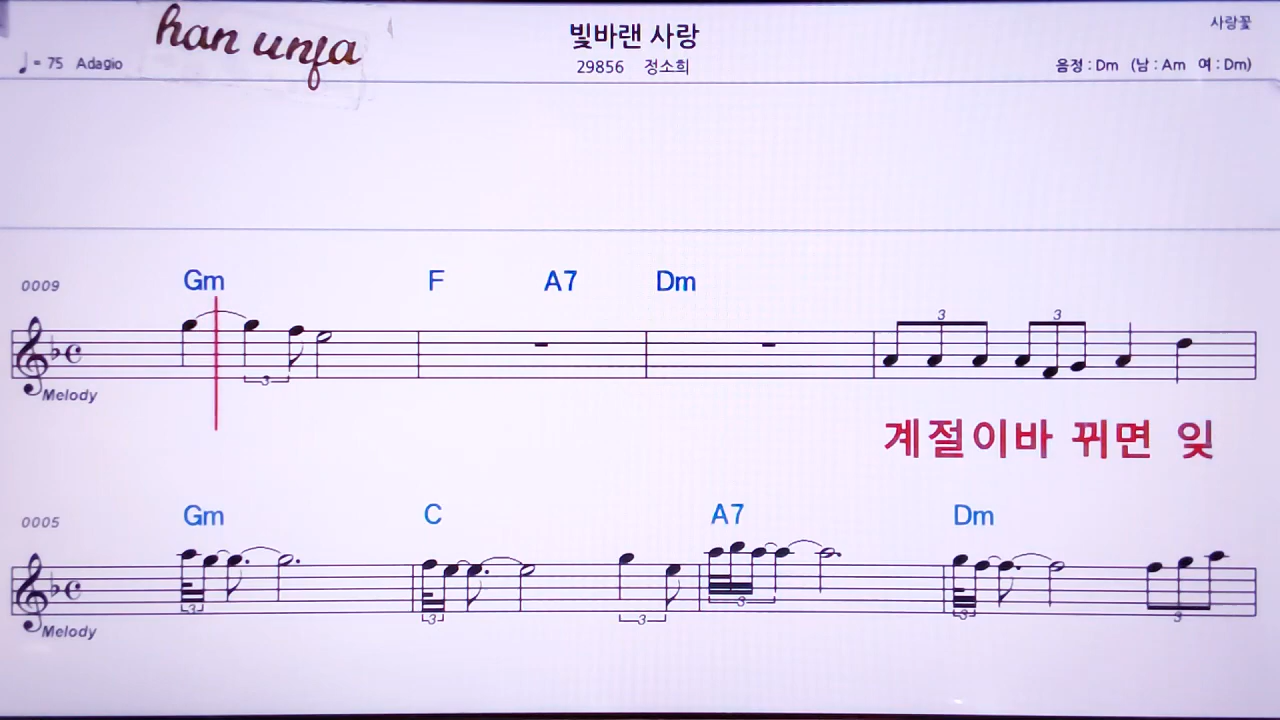 han unfa
빛바랜 사랑
사랑꽃
♩ = 75 Adagio
29856 정소희
음정 : Dm (남 : Am 여 : Dm)
0009 Gm F A7 Dm
3 3
3
Melody
계절이바 뀌면 잊
0005 Gm C A7 Dm
3 3 3 3 3 3
Melody